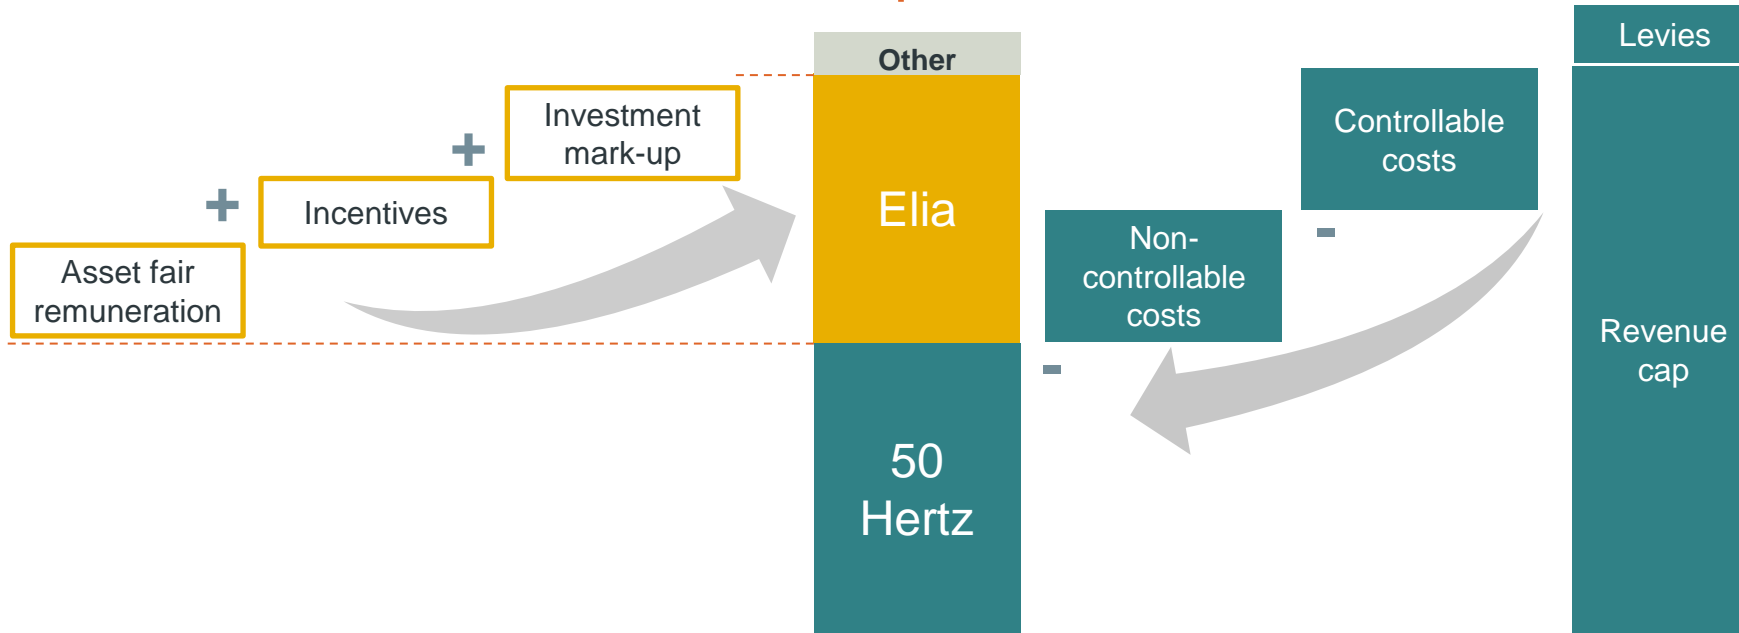 Levies
Other
Investment
mark-up
+
Controllable
costs
+
Incentives
Elia
-
Non-
controllable
costs
Asset fair
remuneration
Revenue
cap
-
50
Hertz